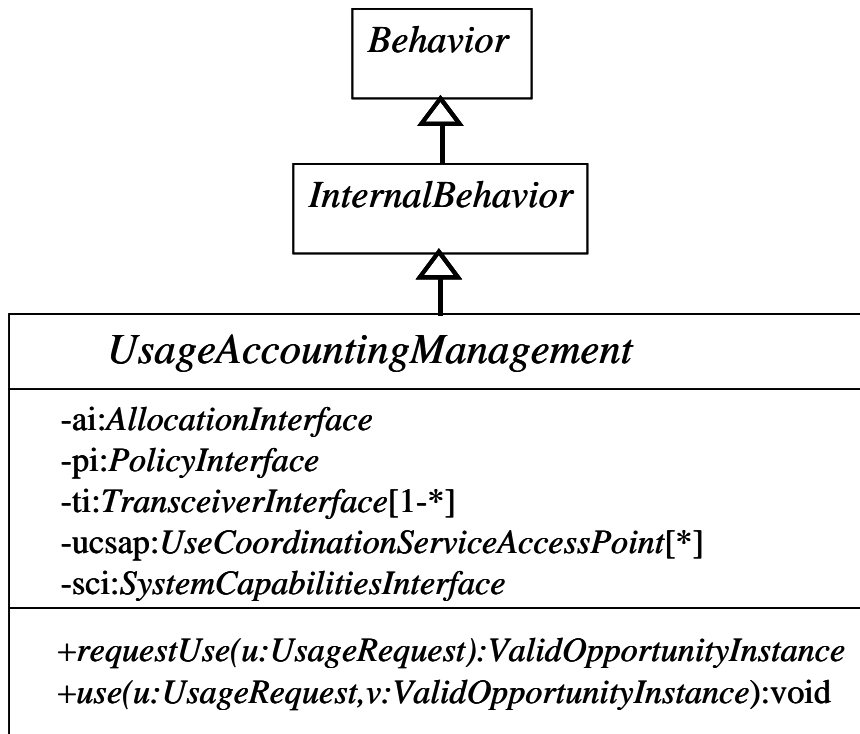 Behavior
InternalBehavior
UsageAccountingManagement
-ai:AllocationInterface
-pi:PolicyInterface
-ti:TransceiverInterface[1-*]
-ucsap:UseCoordinationServiceAccessPoint[*]
-sci:SystemCapabilitiesInterface
+requestUse(u:UsageRequest):ValidOpportunityInstance
+use(u:UsageRequest,v:ValidOpportunityInstance):void